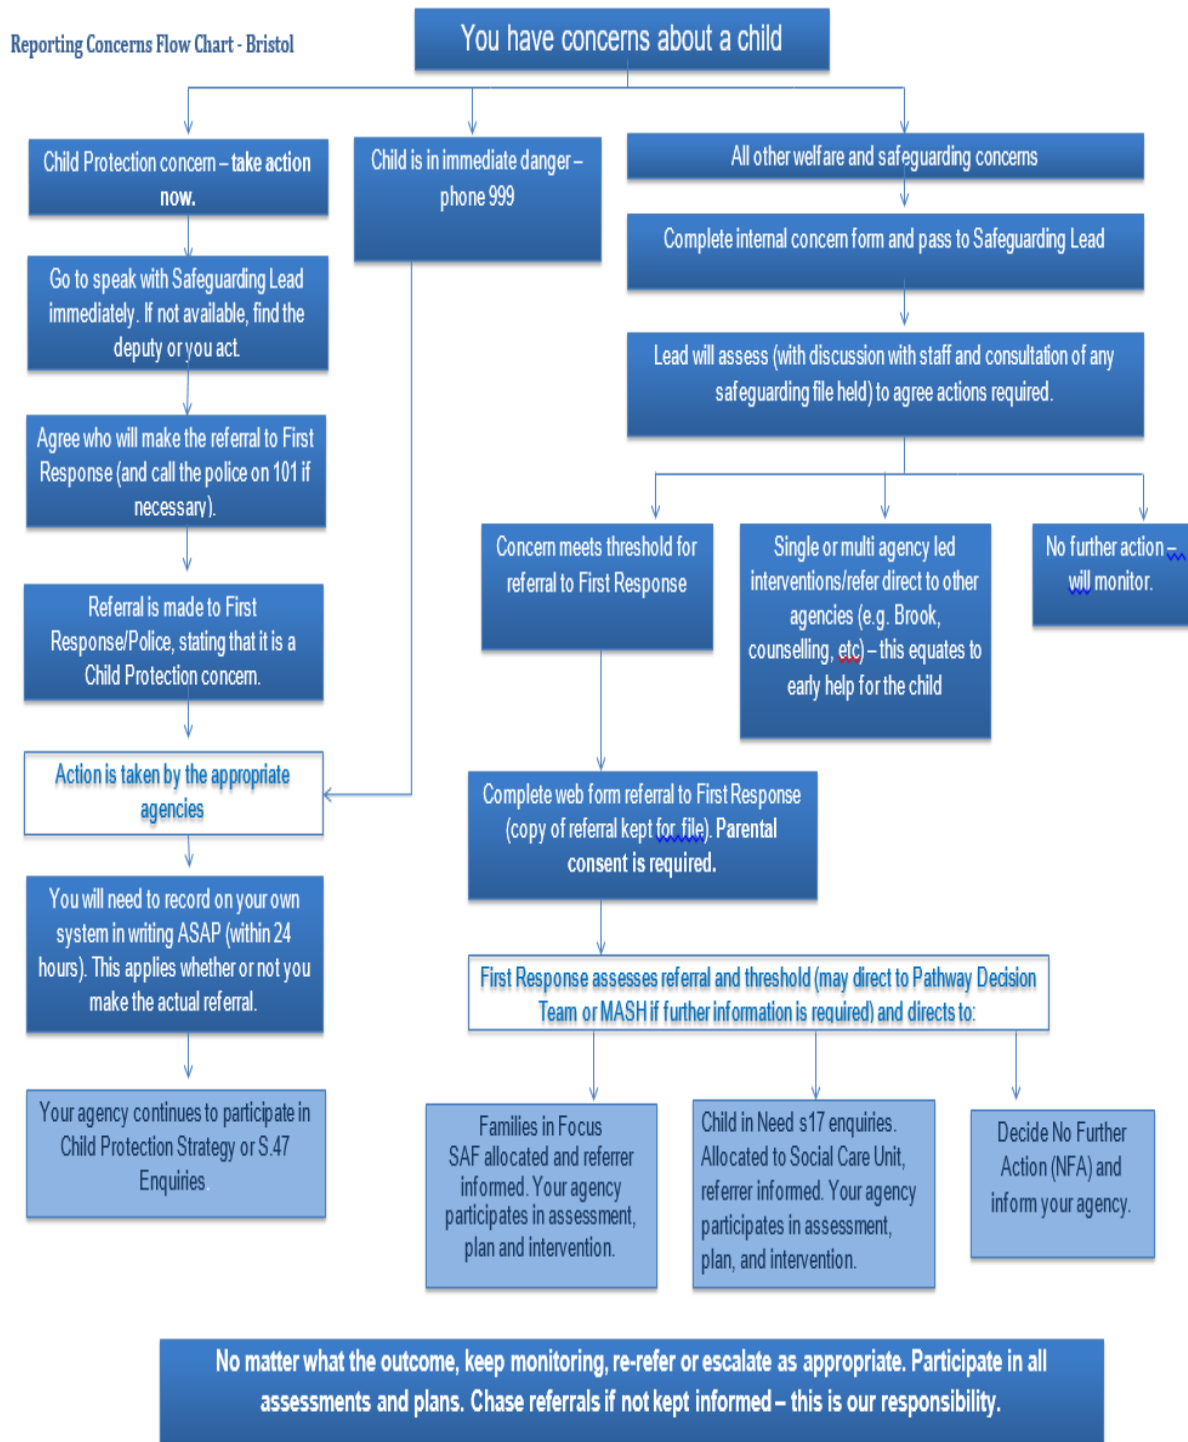 Reporting Concerns Flow Chart - Bristol
You have concerns about a child
Child Protection concern – take action
now.
Go to speak with Safeguarding Lead
immediately. If not available, find the
deputy or you act.
Agree who will make the referral to First
Response (and call the police on 101 if
necessary).
Referral is made to First
Response/Police, stating that it is a
Child Protection concern.
Action is taken by the appropriate
agencies
You will need to record on your own
system in writing ASAP (within 24
hours). This applies whether or not you
make the actual referral.
Your agency continues to participate in
Child Protection Strategy or S.47
Enquiries.
Child is in immediate danger –
phone 999
All other welfare and safeguarding concerns
Complete internal concern form and pass to Safeguarding Lead
Lead will assess (with discussion with staff and consultation of any
safeguarding file held) to agree actions required.
Concern meets threshold for
referral to First Response
Single or multi agency led
interventions/refer direct to other
agencies (e.g. Brook,
counselling, etc) – this equates to
early help for the child
No further action –
will monitor.
Complete web form referral to First Response
(copy of referral kept for file). Parental
consent is required.
First Response assesses referral and threshold (may direct to Pathway Decision
Team or MASH if further information is required) and directs to:
Families in Focus
SAF allocated and referrer
informed. Your agency
participates in assessment,
plan and intervention.
Child in Need s17 enquiries.
Allocated to Social Care Unit,
referrer informed. Your agency
participates in assessment,
plan, and intervention.
Decide No Further
Action (NFA) and
inform your agency.
No matter what the outcome, keep monitoring, re-refer or escalate as appropriate. Participate in all
assessments and plans. Chase referrals if not kept informed – this is our responsibility.